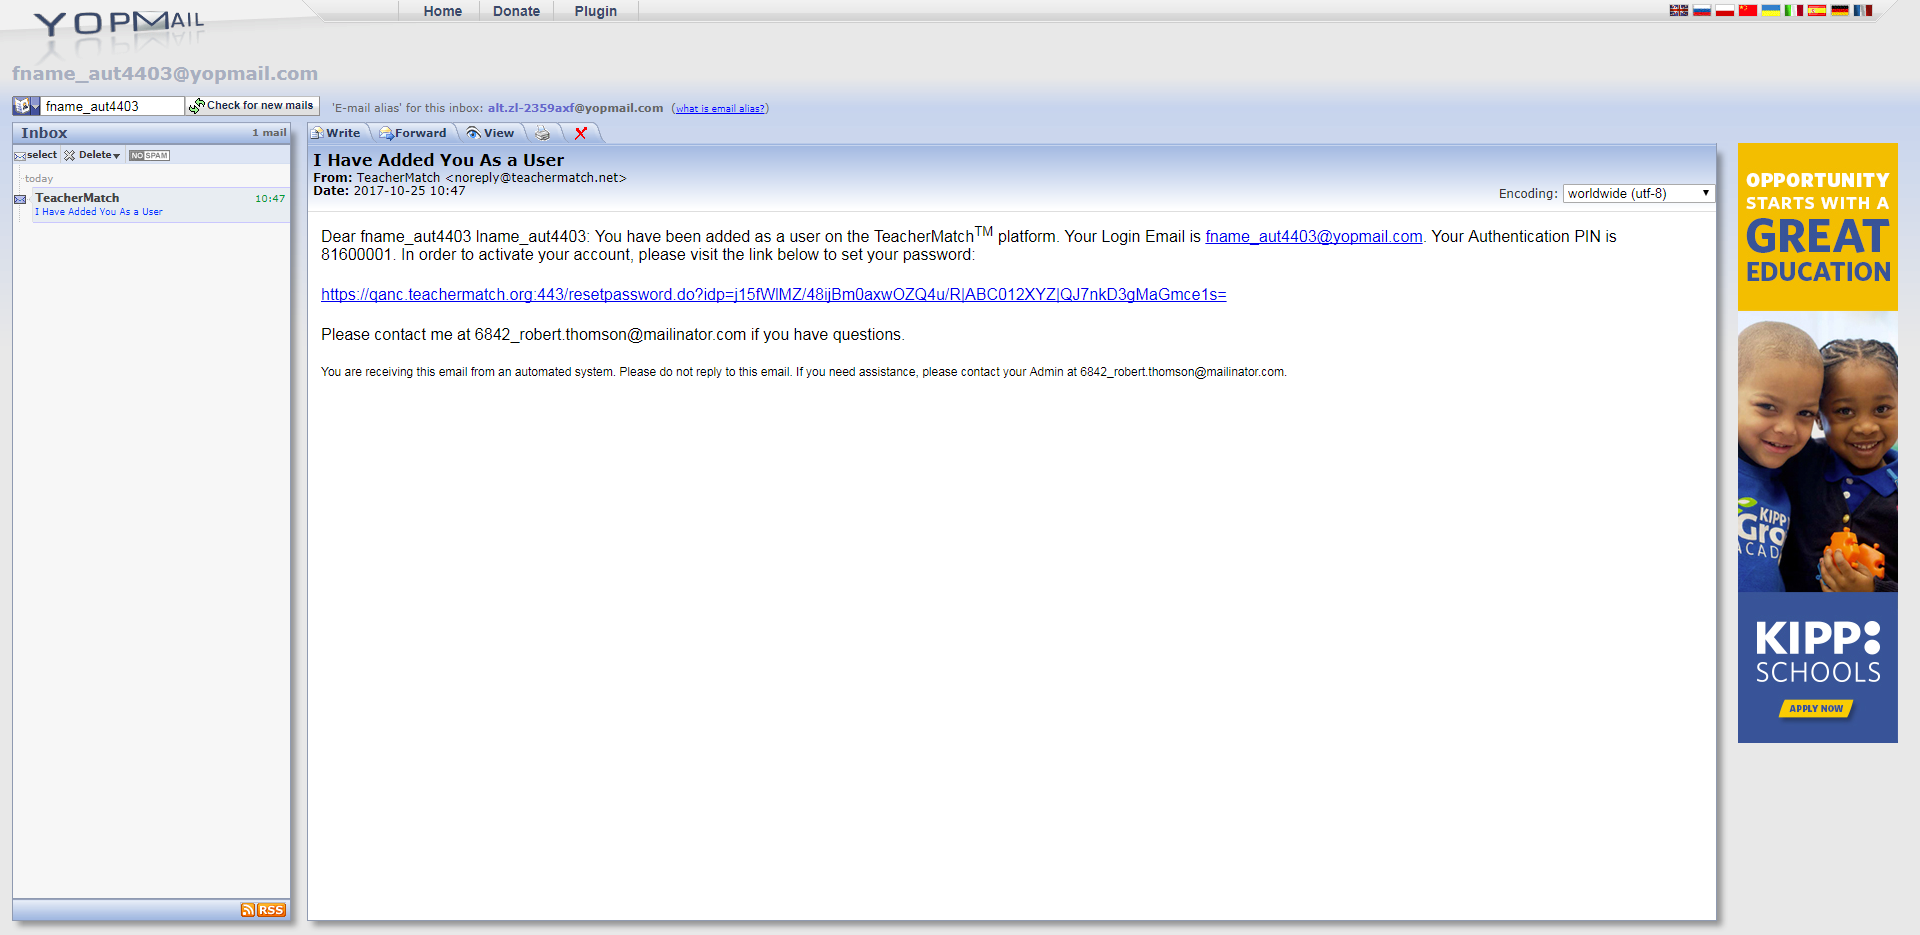 YOPMAIL
Home Donate Plugin
fname_aut4403@yopmail.com
fname_aut4403 Check for new mails 'E-mail alias' for this inbox: alt.zl-2359axf@yopmail.com (what is email alias?)
Inbox 1 mail
select Delete NO SPAM
today
TeacherMatch 10:47
I Have Added You As a User
RSS
Write Forward View
I Have Added You As a User
From: TeacherMatch <noreply@teachermatch.net>
Date: 2017-10-25 10:47
Encoding: worldwide (utf-8)
Dear fname_aut4403 lname_aut4403: You have been added as a user on the TeacherMatchTM platform. Your Login Email is fname_aut4403@yopmail.com. Your Authentication PIN is
81600001. In order to activate your account, please visit the link below to set your password:
https://qanc.teachermatch.org:443/resetpassword.do?idp=j15fWlMZ/48ijBm0axwOZQ4u/R|ABC012XYZ|QJ7nkD3gMaGmce1s=
Please contact me at 6842_robert.thomson@mailinator.com if you have questions.
You are receiving this email from an automated system. Please do not reply to this email. If you need assistance, please contact your Admin at 6842_robert.thomson@mailinator.com.
OPPORTUNITY
STARTS WITH A
GREAT
EDUCATION
KIPP
KIPP:
SCHOOLS
APPLY NOW